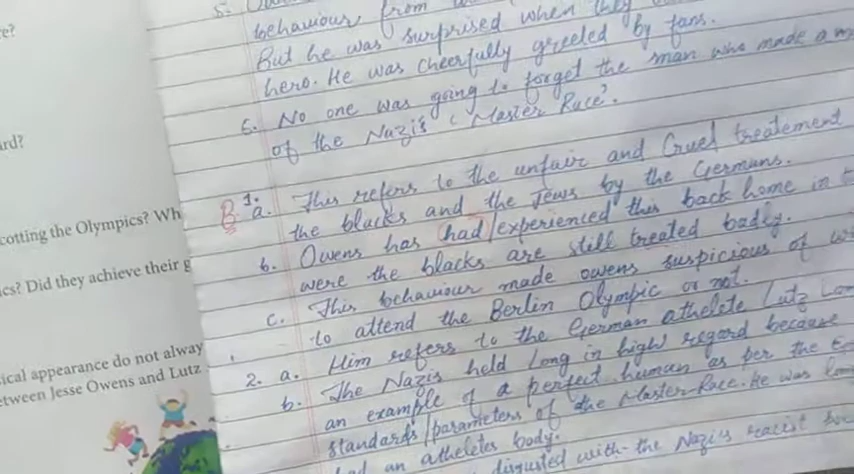 e?
ard?
cotting the Olympics? Wh
cs? Did they achieve their g
ical appearance do not alway
etween Jesse Owens and Lutz
5.
behaviour from
But he was surprised when they
hero. He was cheerfully greeted by fans.
6. No one was going to forget the man who made a m
of the Nazi's 'Master Race'.
B. 1. a. This refers to the unfair and Cruel treatement
the blacks and the Jews by the Germans.
b. Owens has had/experienced this back home in
were the blacks are still treated badly.
c. This behaviour made owens suspicious of
to attend the Berlin Olympic or not.
2. a. Him refers to the German athelete Lutz Lon
b. The Nazis held long in high regard because
an example of a perfect human as per the
standards/parameters of the Master-Race. He was
had an atheletes body.
disgusted with the Nazi's racist